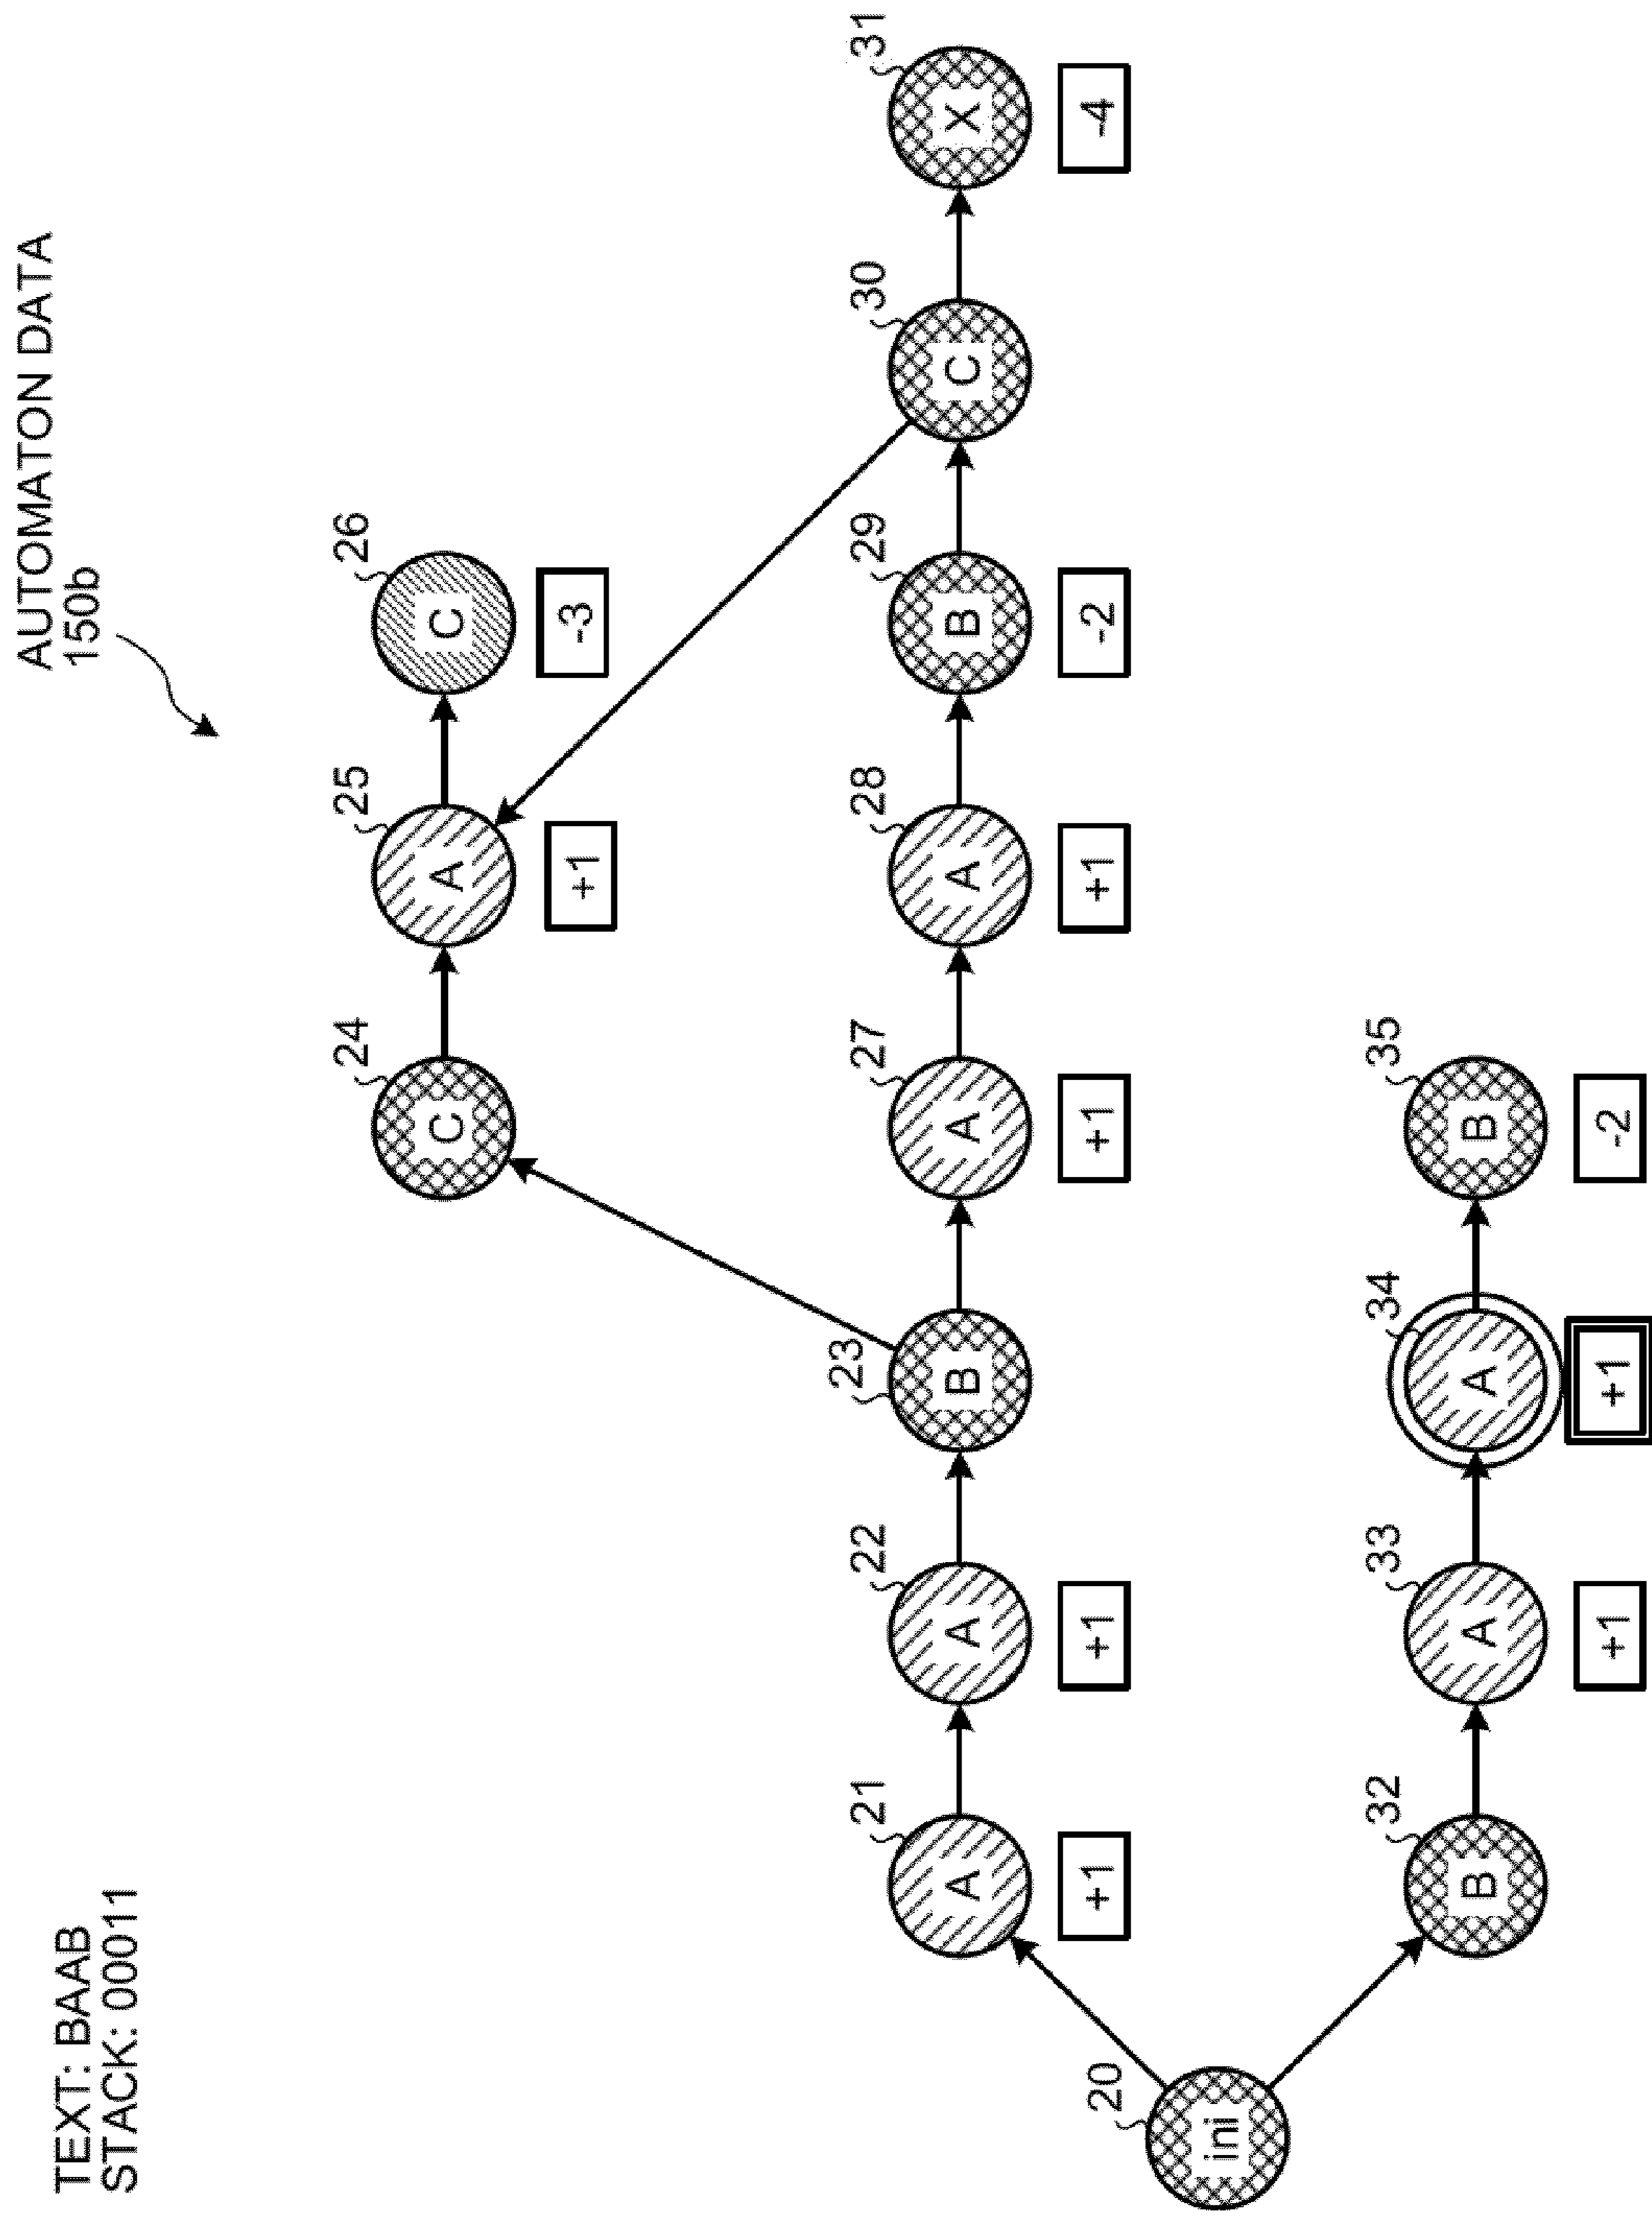 AUTOMATON DATA
150b
TEXT: BAAB
STACK: 000011
24
C
25
A
+1
26
C
-3
21
A
+1
22
A
+1
23
B
27
A
+1
28
A
+1
29
B
-2
30
C
31
X
-4
20
ini
32
B
33
A
+1
34
A
+1
35
B
-2